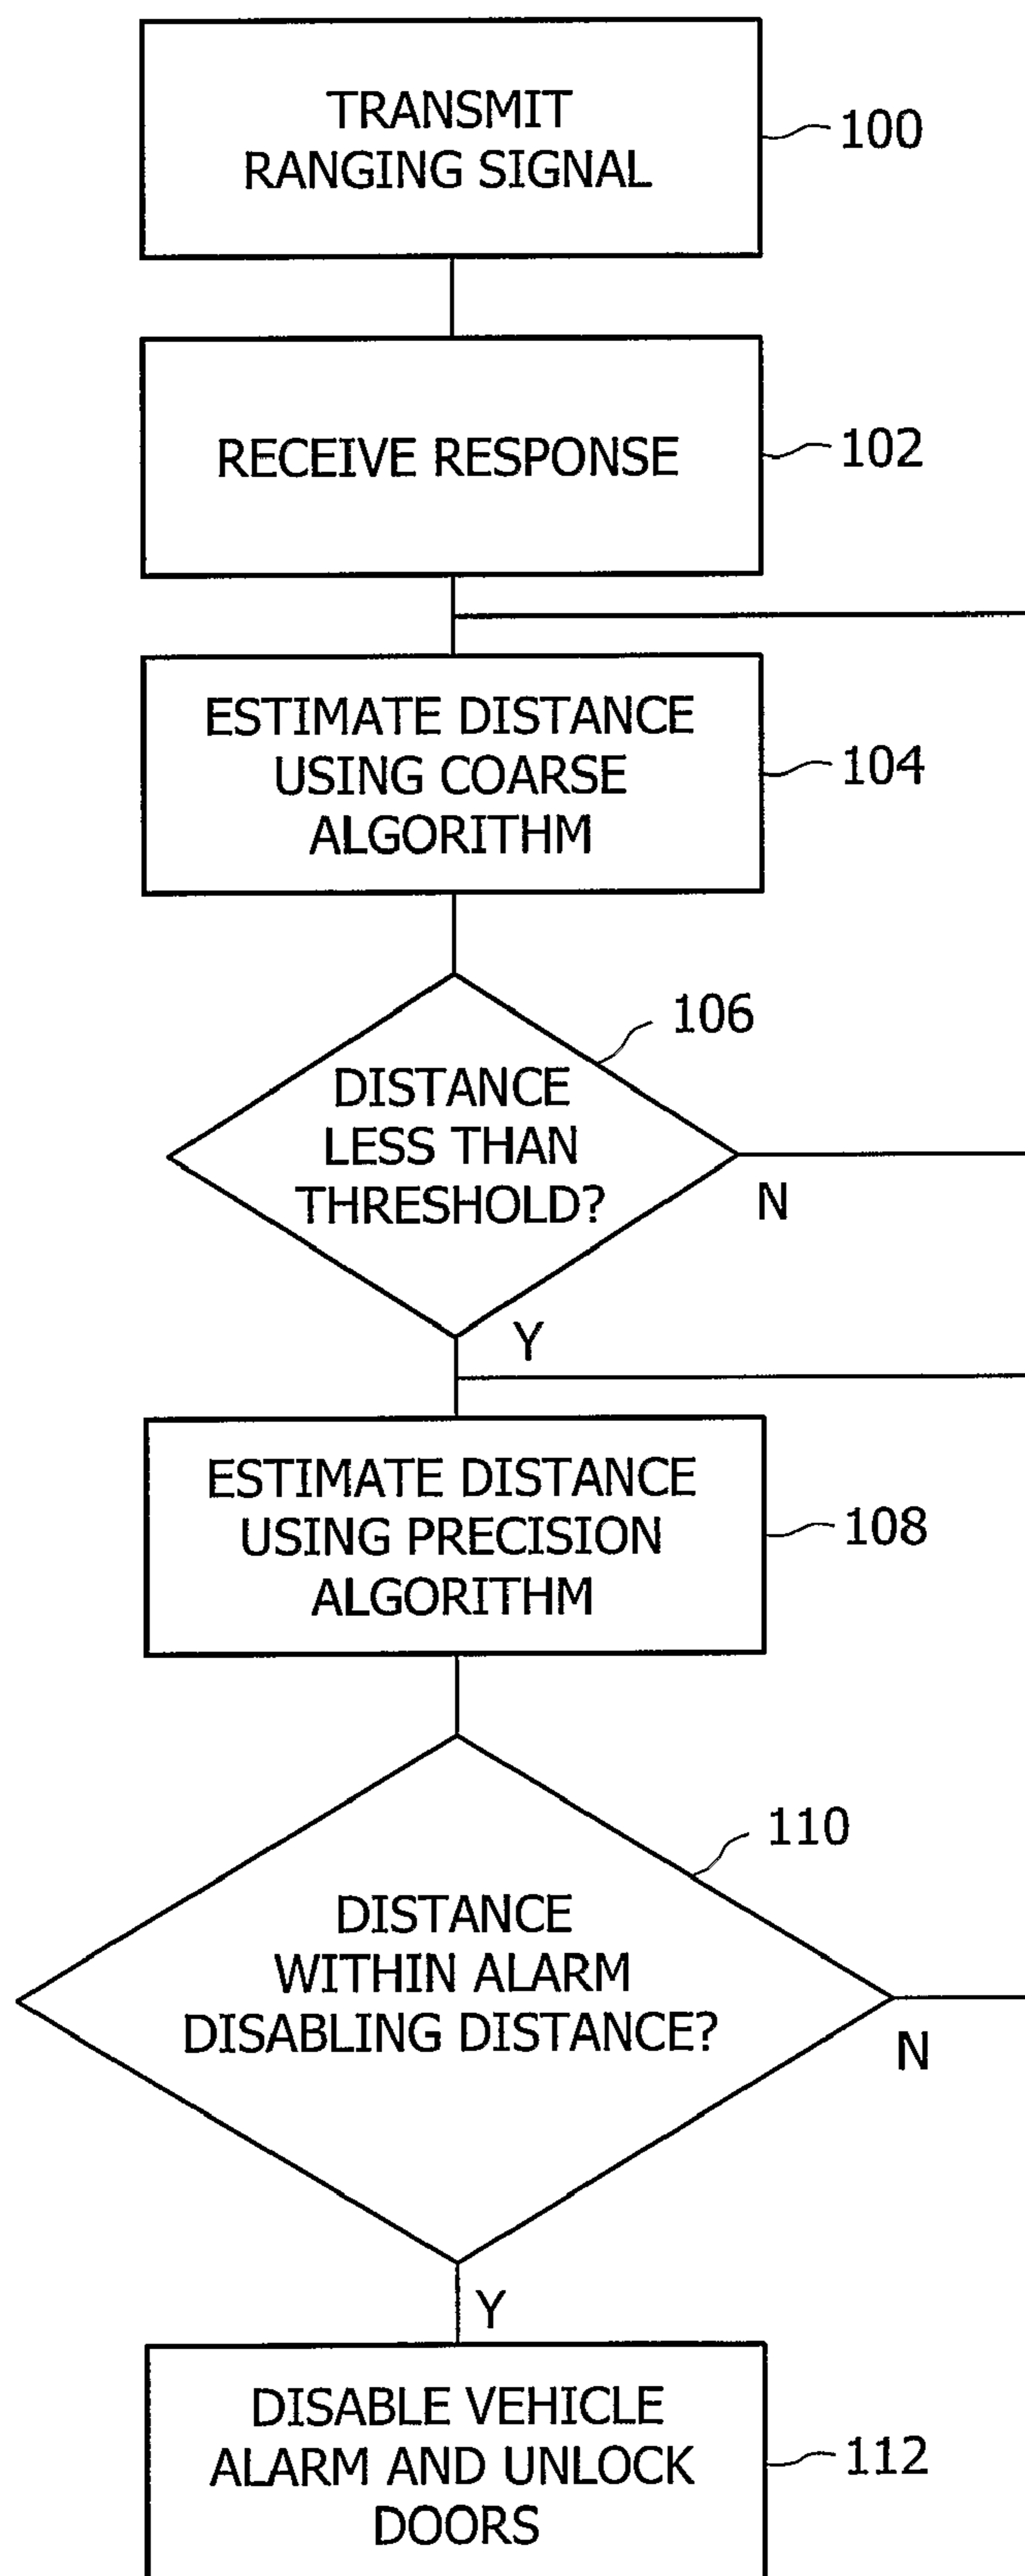 TRANSMIT
RANGING SIGNAL
100
RECEIVE RESPONSE
102
ESTIMATE DISTANCE
USING COARSE
ALGORITHM
104
106
DISTANCE
LESS THAN
THRESHOLD?
N
Y
ESTIMATE DISTANCE
USING PRECISION
ALGORITHM
108
110
DISTANCE
WITHIN ALARM
DISABLING DISTANCE?
N
Y
DISABLE VEHICLE
ALARM AND UNLOCK
DOORS
112